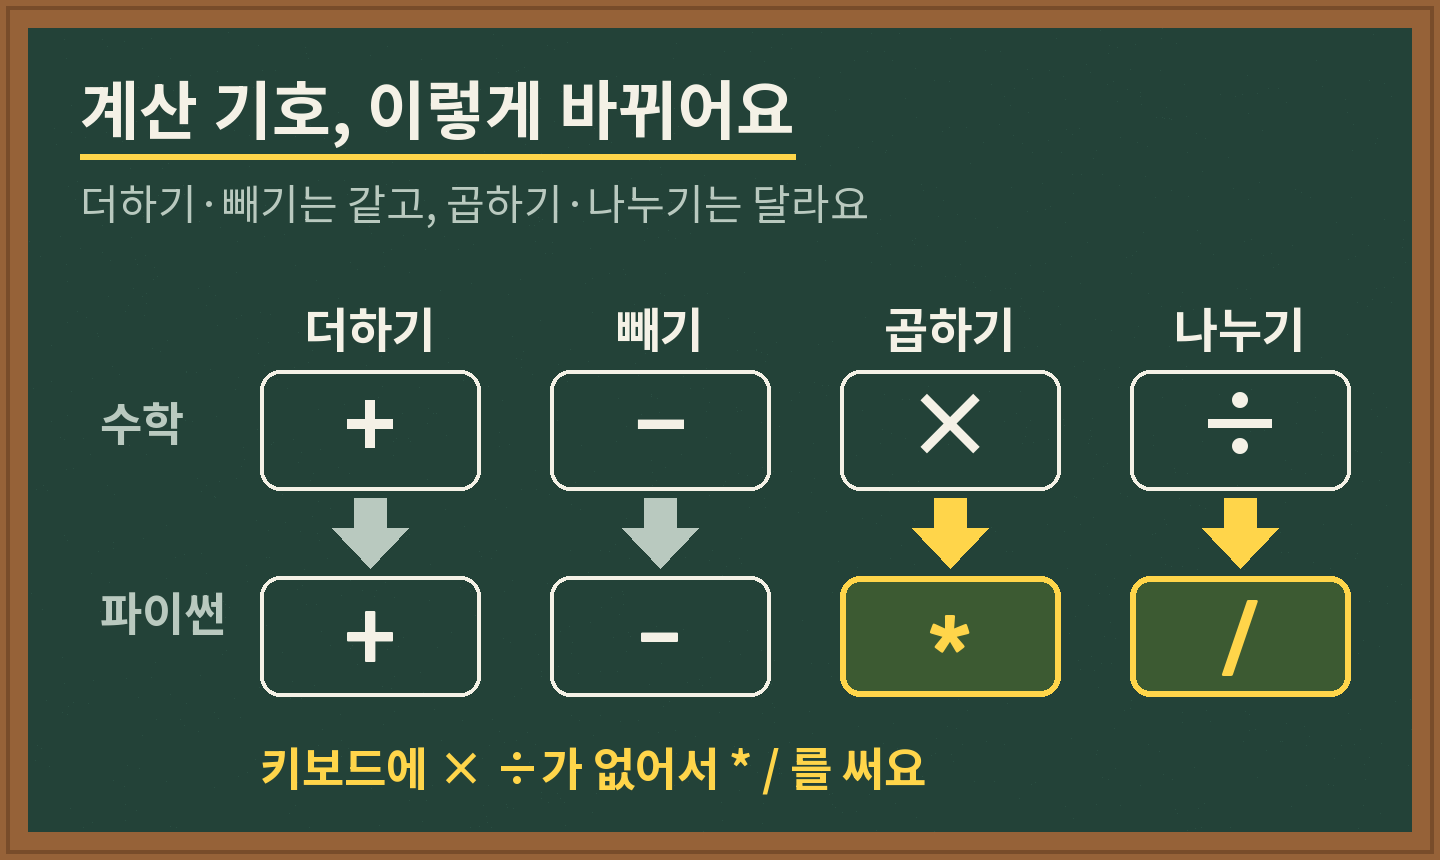 계산 기호, 이렇게 바뀌어요
더하기·빼기는 같고, 곱하기·나누기는 달라요
더하기 빼기 곱하기 나누기
수학 + − × ÷
파이썬 + - * /
키보드에 × ÷가 없어서 * / 를 써요